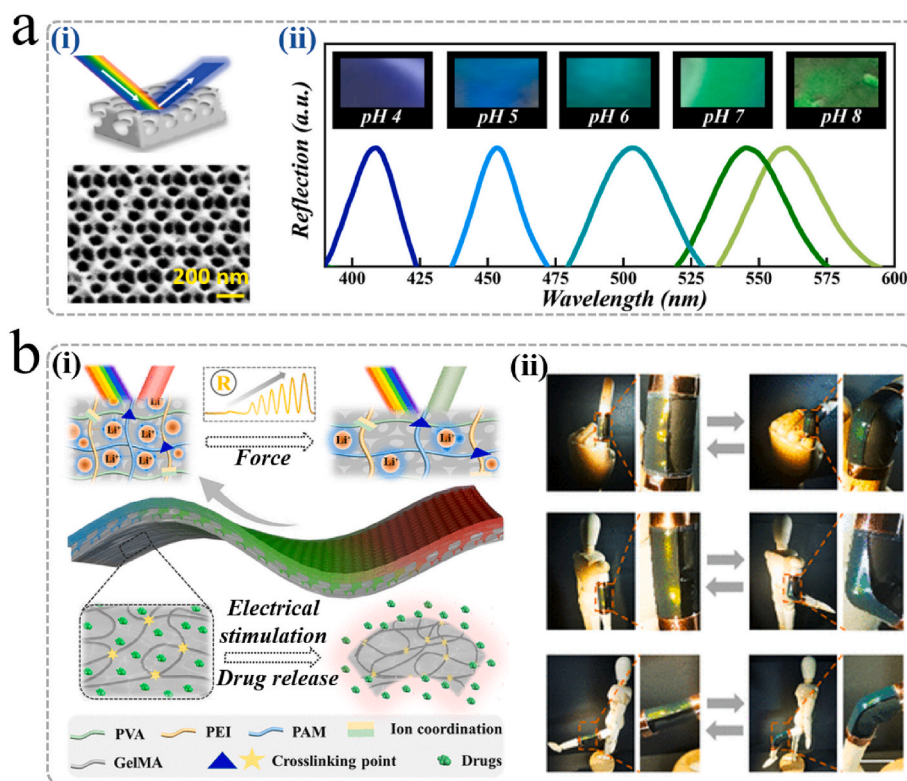 a
(i)
200 nm
(ii)
Reflection (a.u.)
pH 4 pH 5 pH 6 pH 7 pH 8
400 425 450 475 500 525 550 575 600
Wavelength (nm)
b
(i)
R
Li⁺ Li⁺ Li⁺ Li⁺ Li⁺
Force
Li⁺ Li⁺ Li⁺
Electrical
stimulation
Drug release
PVA PEI PAM Ion coordination
GelMA Crosslinking point Drugs
(ii)